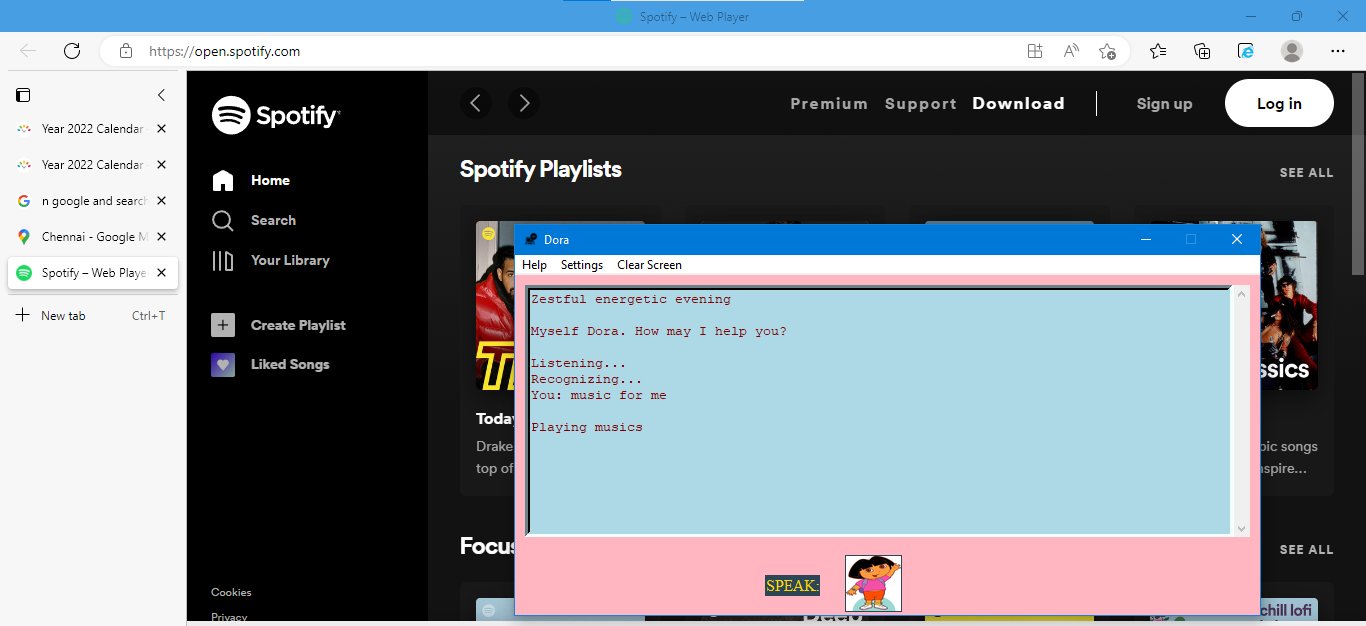 Spotify – Web Player
https://open.spotify.com
Year 2022 Calendar
Year 2022 Calendar
n google and search
Chennai - Google M
Spotify – Web Playe
New tab Ctrl+T
Spotify
Home
Search
Your Library
Create Playlist
Liked Songs
Cookies
Privacy
Premium Support Download Sign up Log in
Spotify Playlists SEE ALL
Today
Drake
top of
ssics
pic songs
nspire...
Focus SEE ALL
chill lofi
Dora
Help Settings Clear Screen
Zestful energetic evening
Myself Dora. How may I help you?
Listening...
Recognizing...
You: music for me
Playing musics
SPEAK: